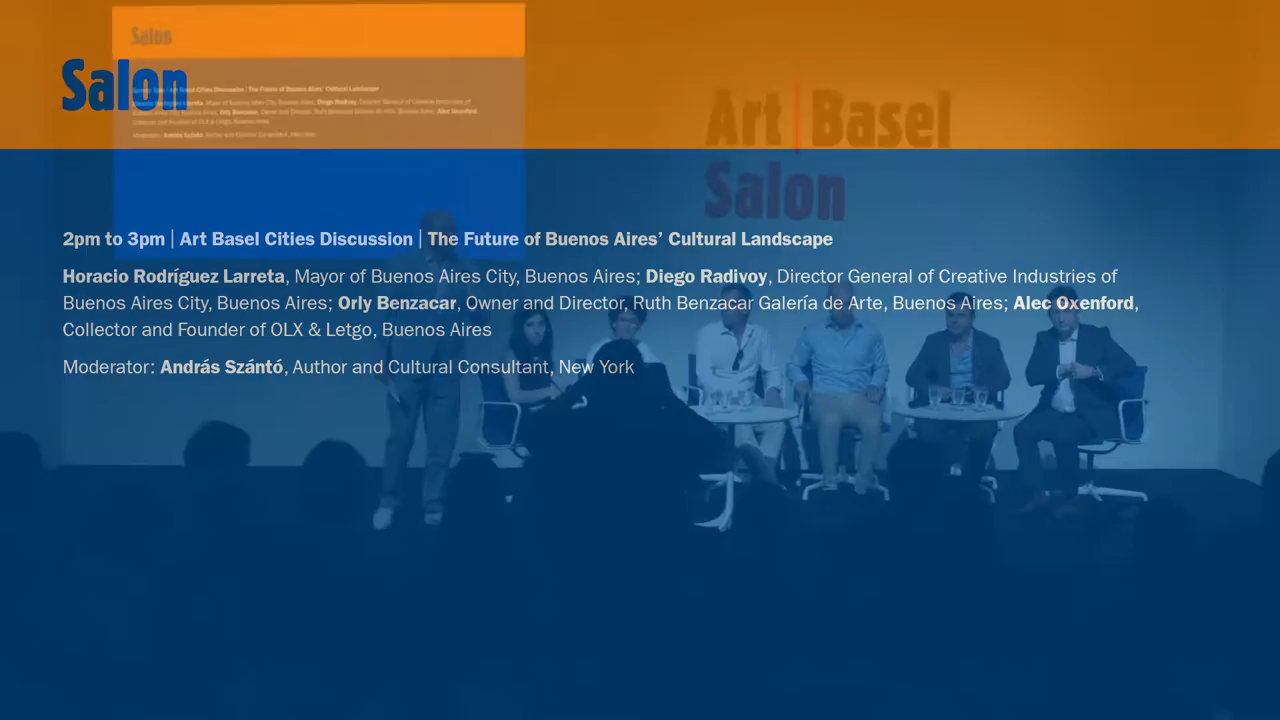 Salon
Salon
Art Basel
Salon
2pm to 3pm | Art Basel Cities Discussion | The Future of Buenos Aires’ Cultural Landscape
Horacio Rodríguez Larreta, Mayor of Buenos Aires City, Buenos Aires; Diego Radivoy, Director General of Creative Industries of
Buenos Aires City, Buenos Aires; Orly Benzacar, Owner and Director, Ruth Benzacar Galería de Arte, Buenos Aires; Alec Oxenford,
Collector and Founder of OLX & Letgo, Buenos Aires
Moderator: András Szántó, Author and Cultural Consultant, New York